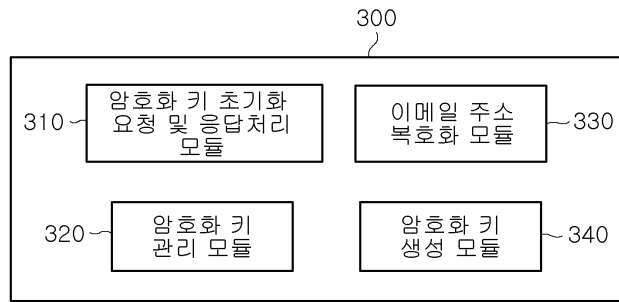 300
310
암호화 키 초기화
요청 및 응답처리
모듈
이메일 주소
복호화 모듈
330
320
암호화 키
관리 모듈
암호화 키
생성 모듈
340